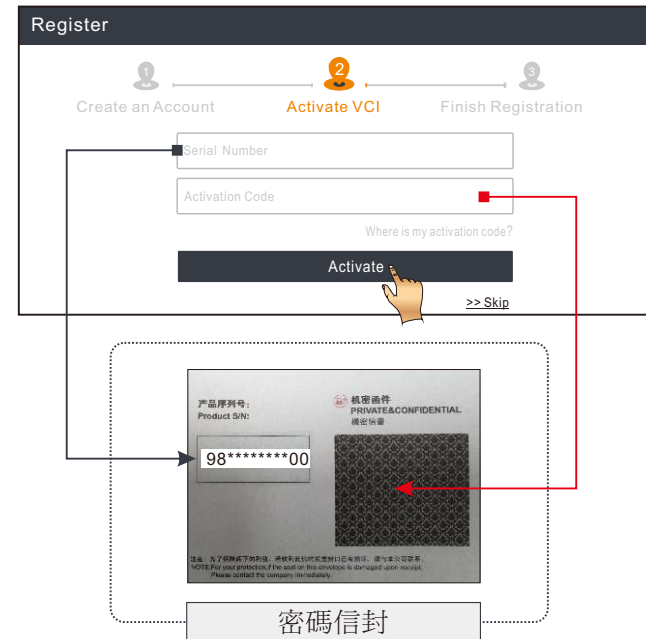 Register
1
2
3
Create an Account
Activate VCI
Finish Registration
Serial Number
Activation Code
Where is my activation code?
Activate
>> Skip
产品序列号:
Product S/N:
机密函件
PRIVATE&CONFIDENTIAL
機密信書
98********00
NOTE:For your protection,if the seal on this envelope is damaged upon receipt,
Please contact the company immediately.
密碼信封